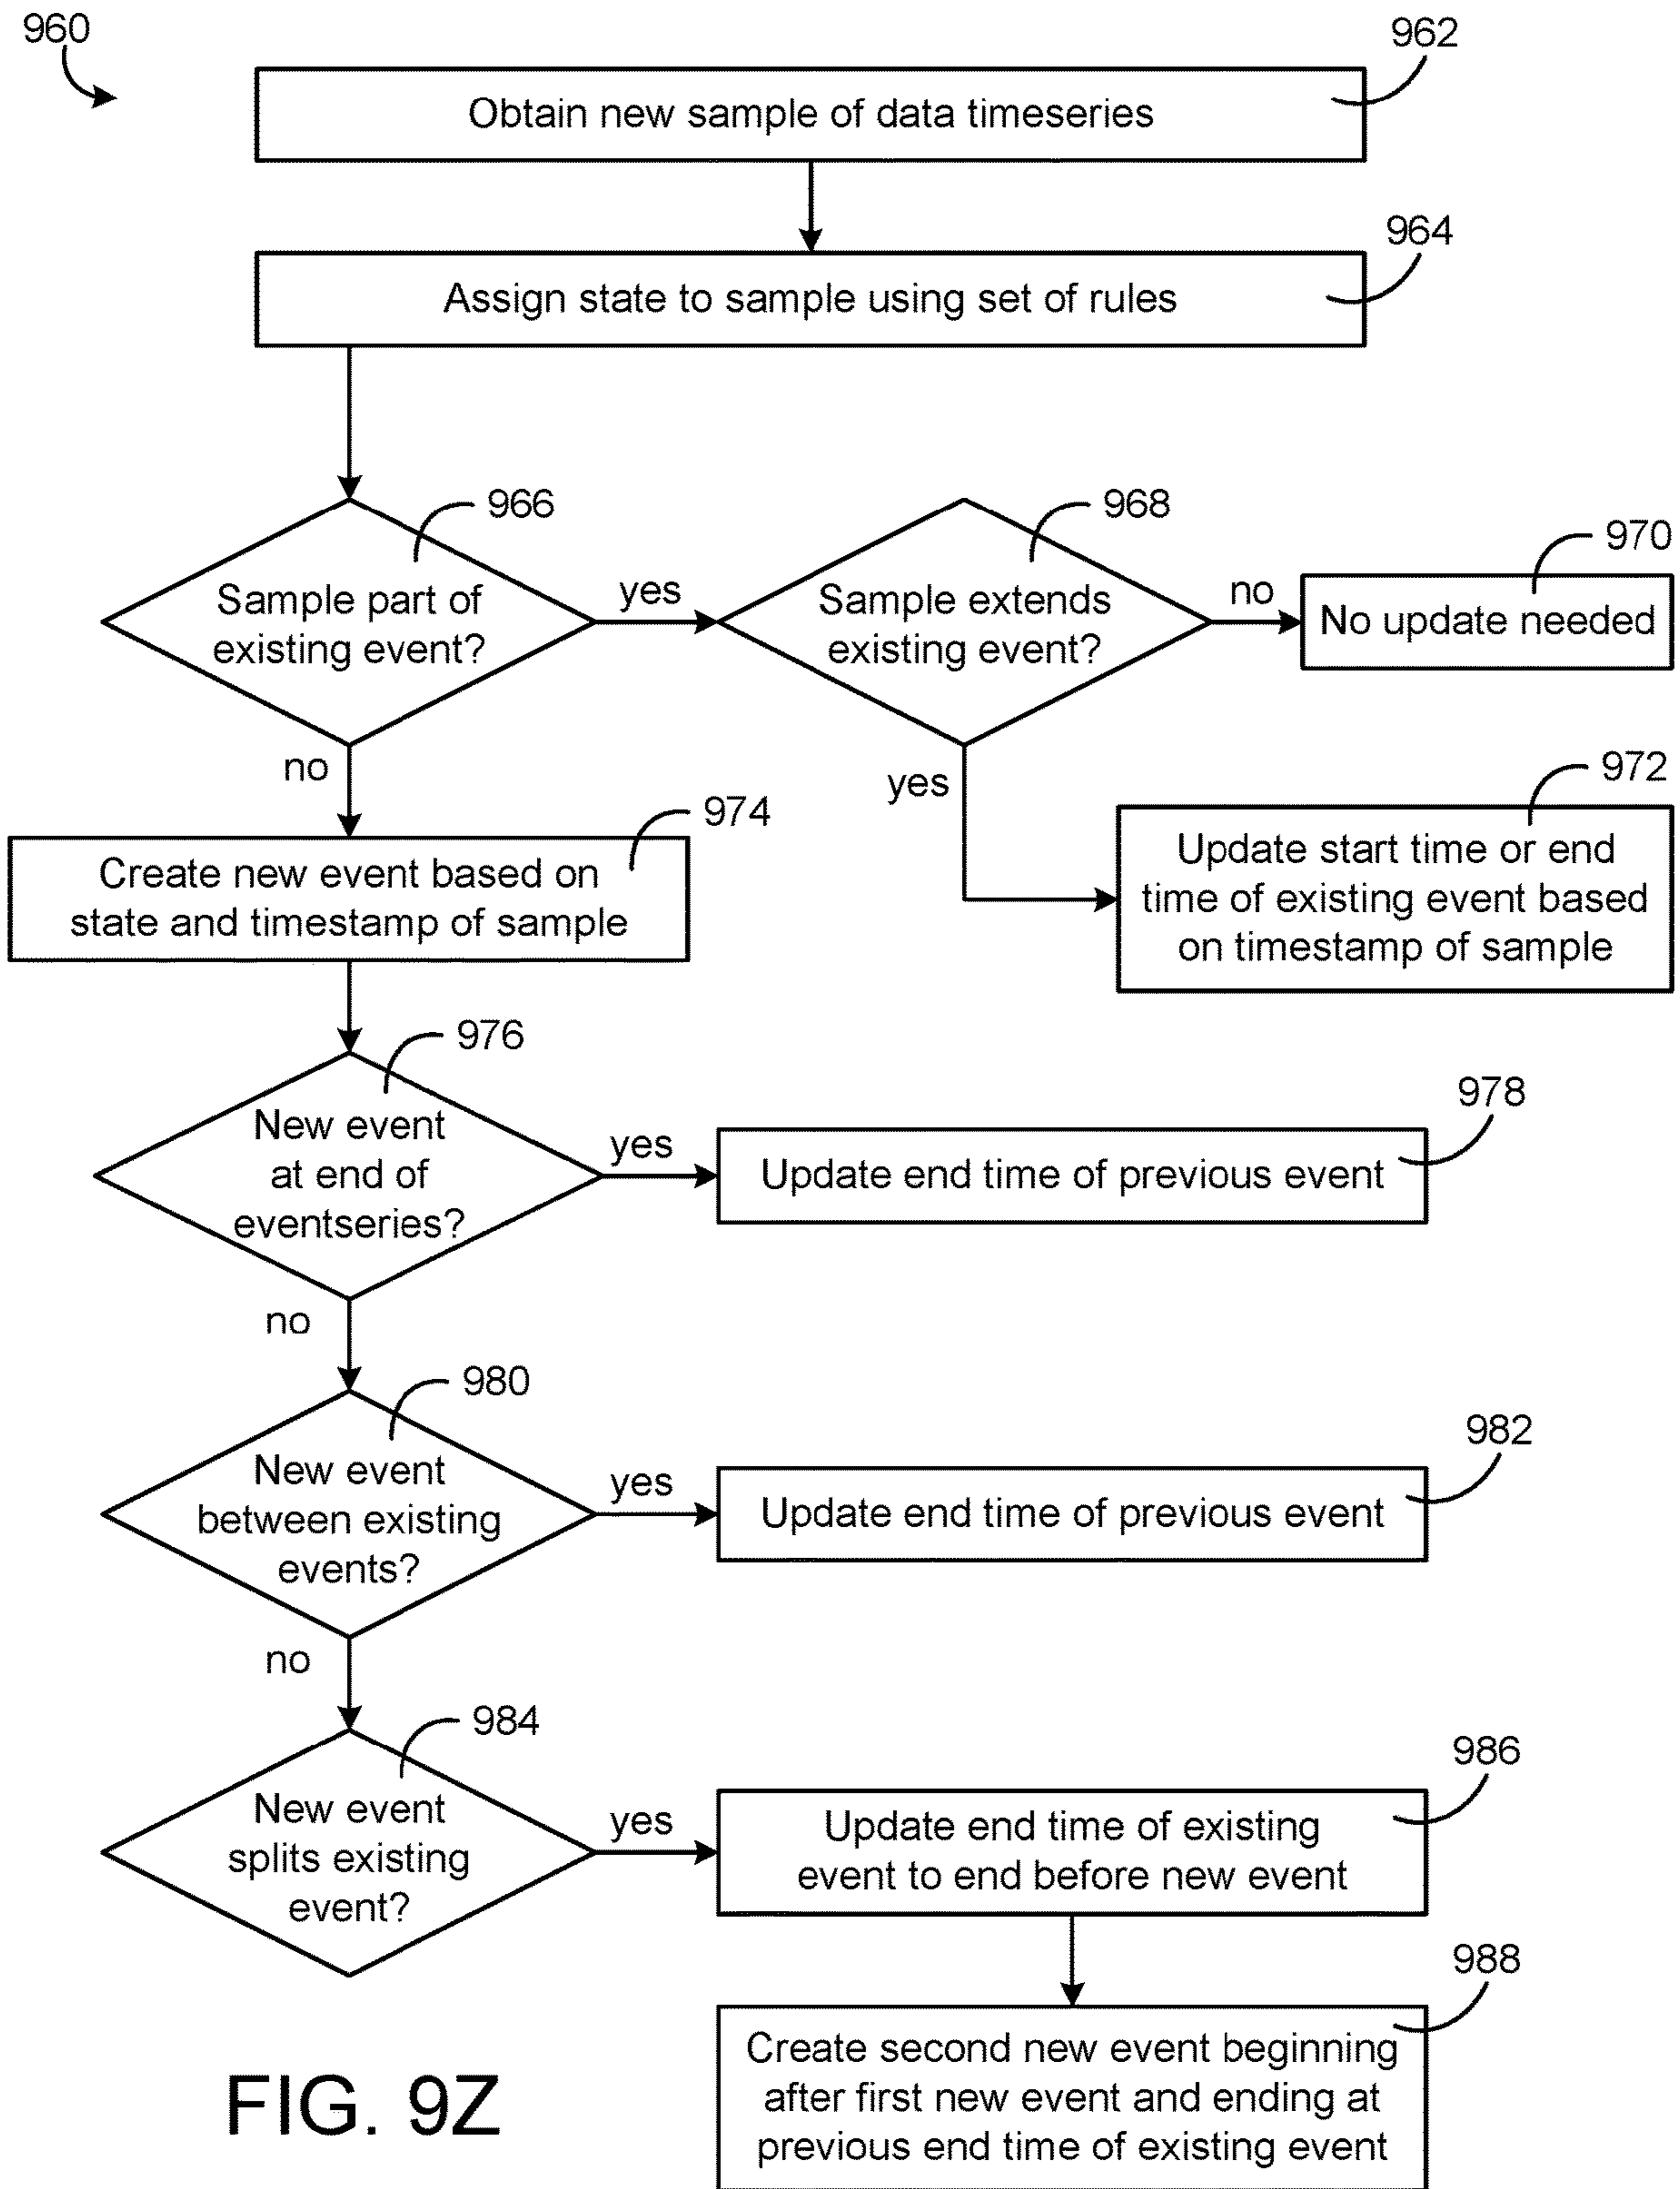 960
962
Obtain new sample of data timeseries
964
Assign state to sample using set of rules
966
Sample part of
existing event?
yes
968
Sample extends
existing event?
no
970
No update needed
yes
972
Update start time or end
time of existing event based
on timestamp of sample
no
974
Create new event based on
state and timestamp of sample
976
New event
at end of
eventseries?
yes
978
Update end time of previous event
no
980
New event
between existing
events?
yes
982
Update end time of previous event
no
984
New event
splits existing
event?
yes
986
Update end time of existing
event to end before new event
988
Create second new event beginning
after first new event and ending at
previous end time of existing event
FIG. 9Z